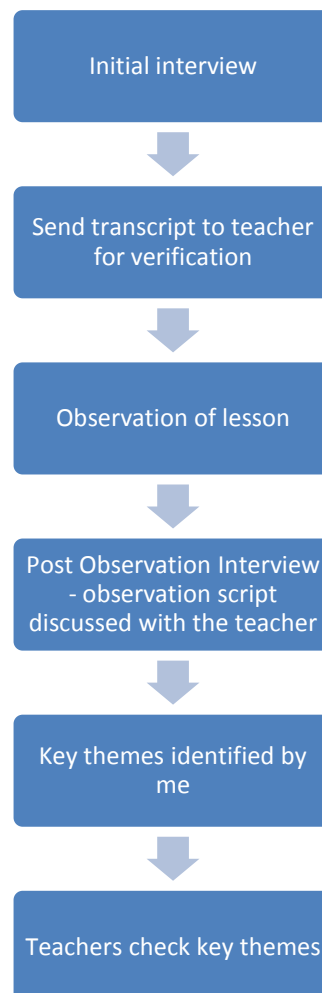 Initial interview
Send transcript to teacher
for verification
Observation of lesson
Post Observation Interview
- observation script
discussed with the teacher
Key themes identified by
me
Teachers check key themes